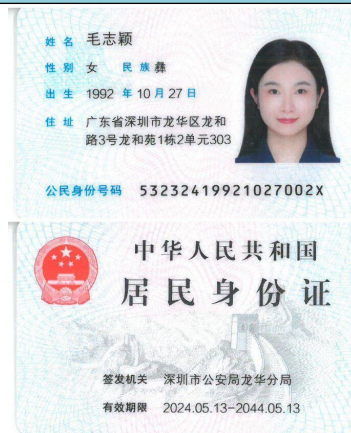 姓名 毛志颖
性别 女 民族 彝
出生 1992 年 10 月 27 日
住址 广东省深圳市龙华区龙和
路3号龙和苑1栋2单元303
公民身份号码 53232419921027002X
中华人民共和国
居民身份证
签发机关 深圳市公安局龙华分局
有效期限 2024.05.13-2044.05.13